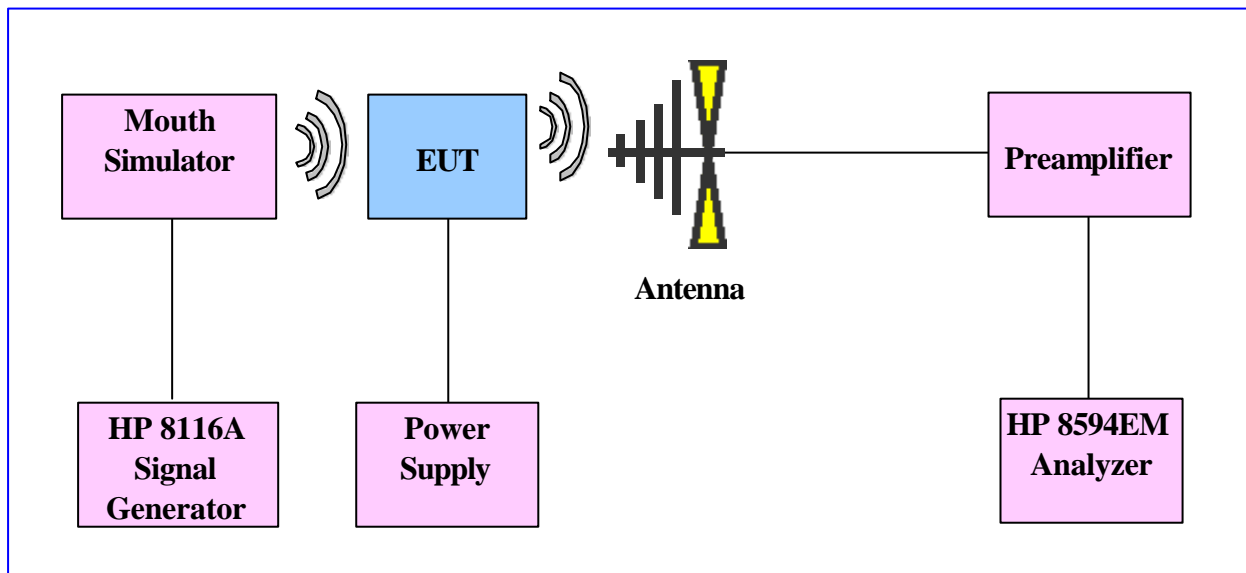 Mouth
Simulator
EUT
Preamplifier
Antenna
HP 8116A
Signal
Generator
Power
Supply
HP 8594EM
Analyzer